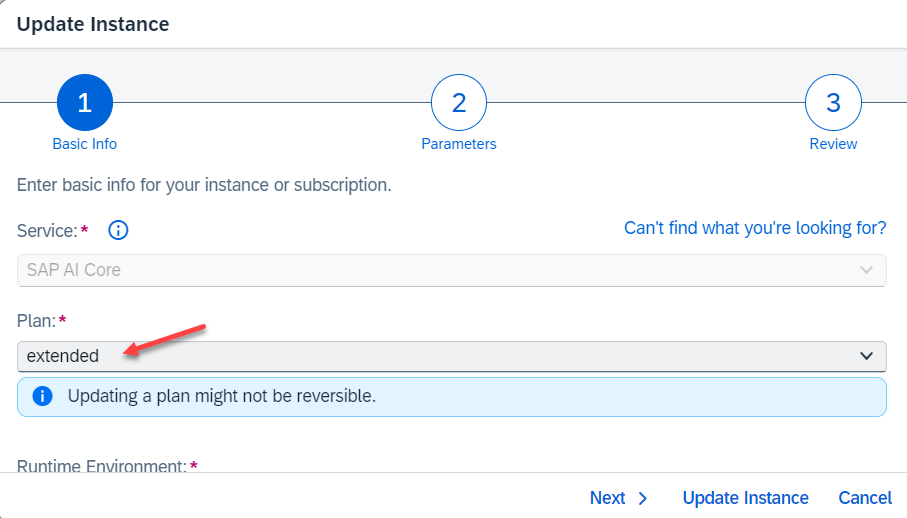 Update Instance
1
2
3
Basic Info
Parameters
Review
Enter basic info for your instance or subscription.
Service:*
Can't find what you're looking for?
SAP AI Core
Plan:*
extended
Updating a plan might not be reversible.
Runtime Environment:*
Next
Update Instance
Cancel